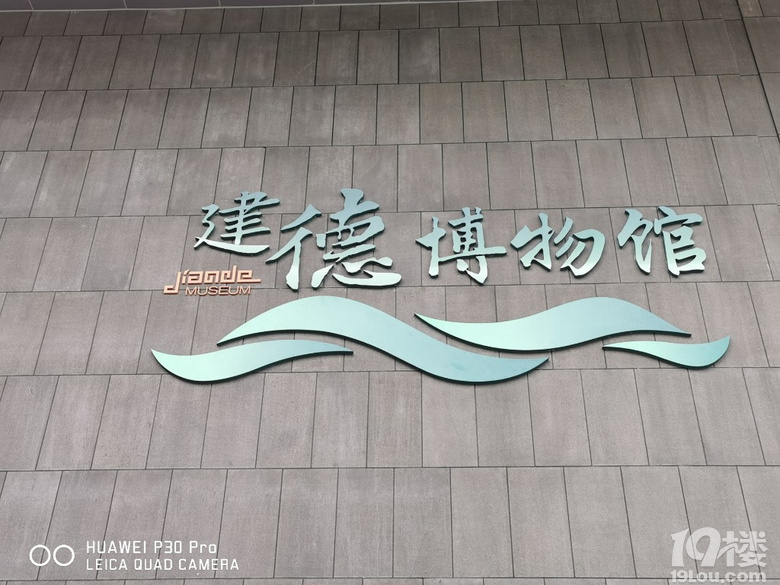 建德博物馆
Jiande
MUSEUM
HUAWEI P30 Pro
LEICA QUAD CAMERA
19楼
19lou.com